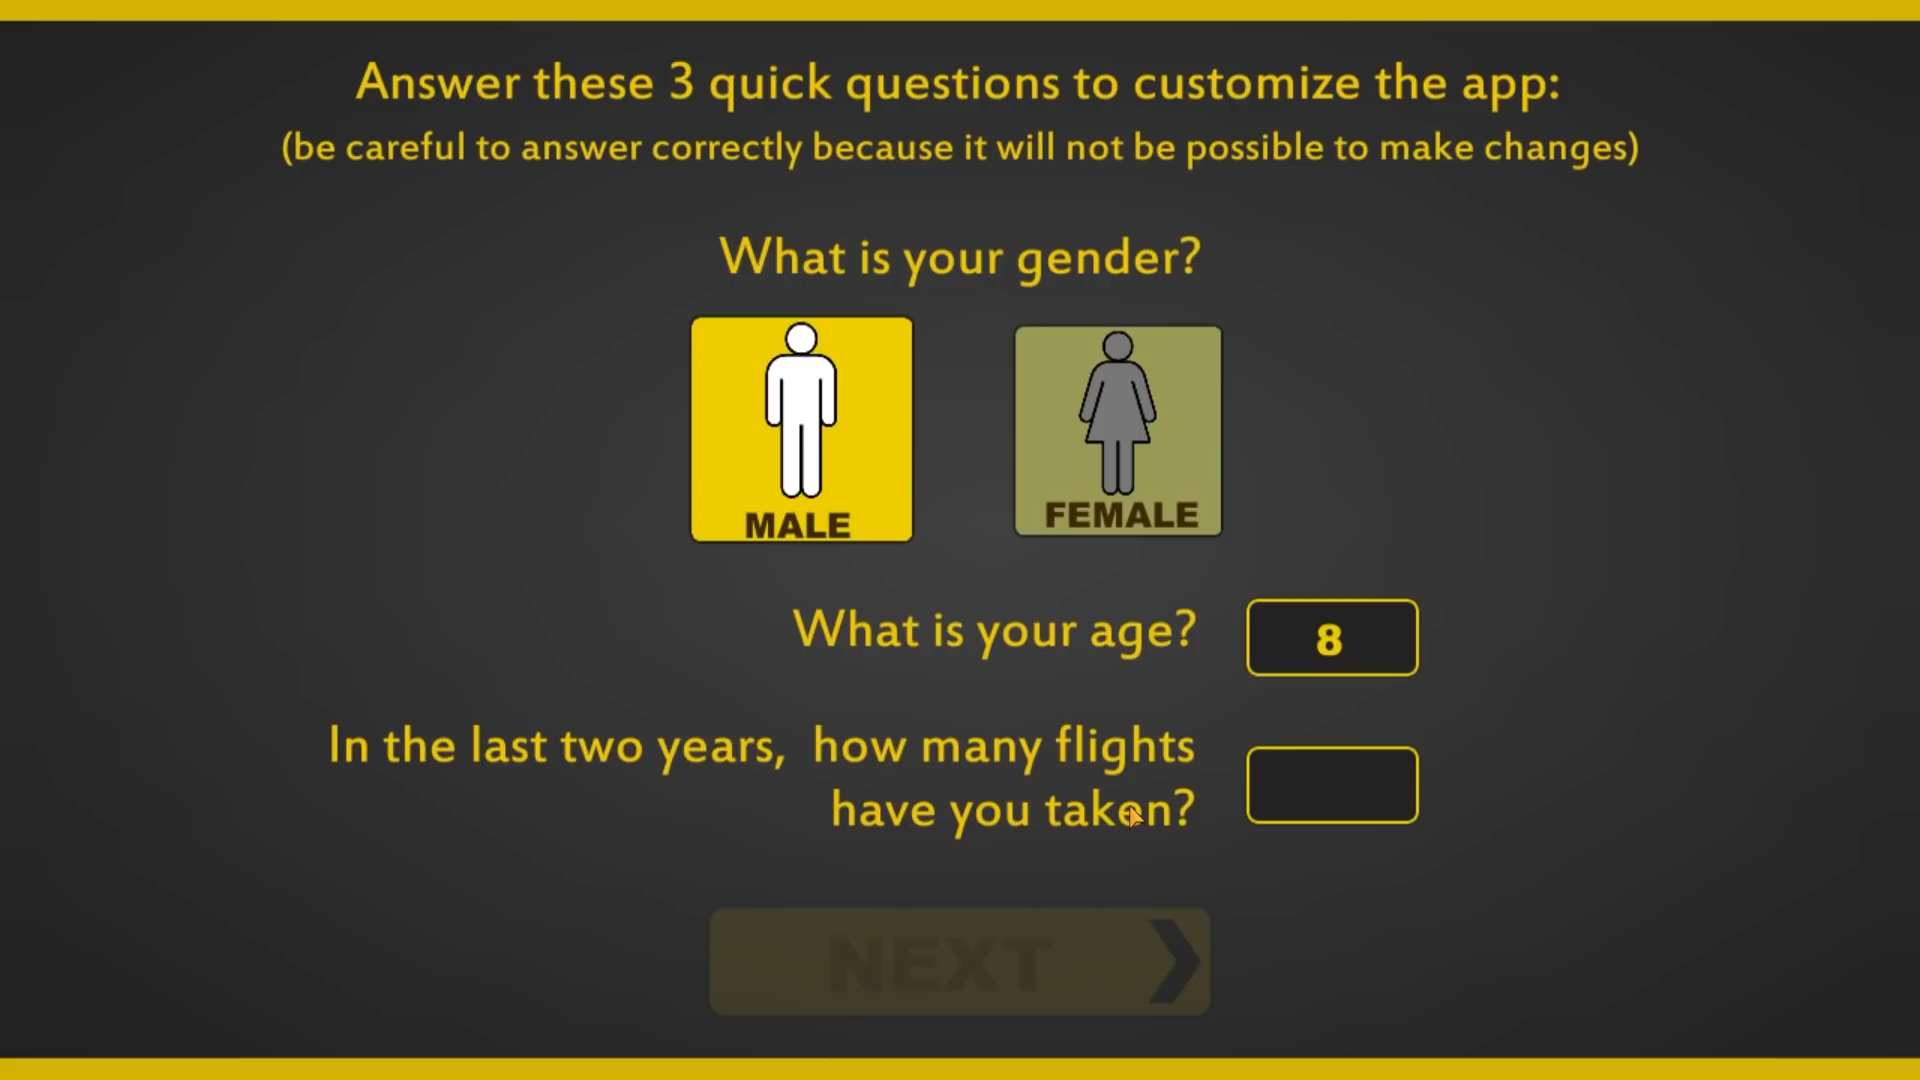 Answer these 3 quick questions to customize the app:
(be careful to answer correctly because it will not be possible to make changes)
What is your gender?
MALE
FEMALE
What is your age?
8
In the last two years, how many flights
have you taken?
NEXT